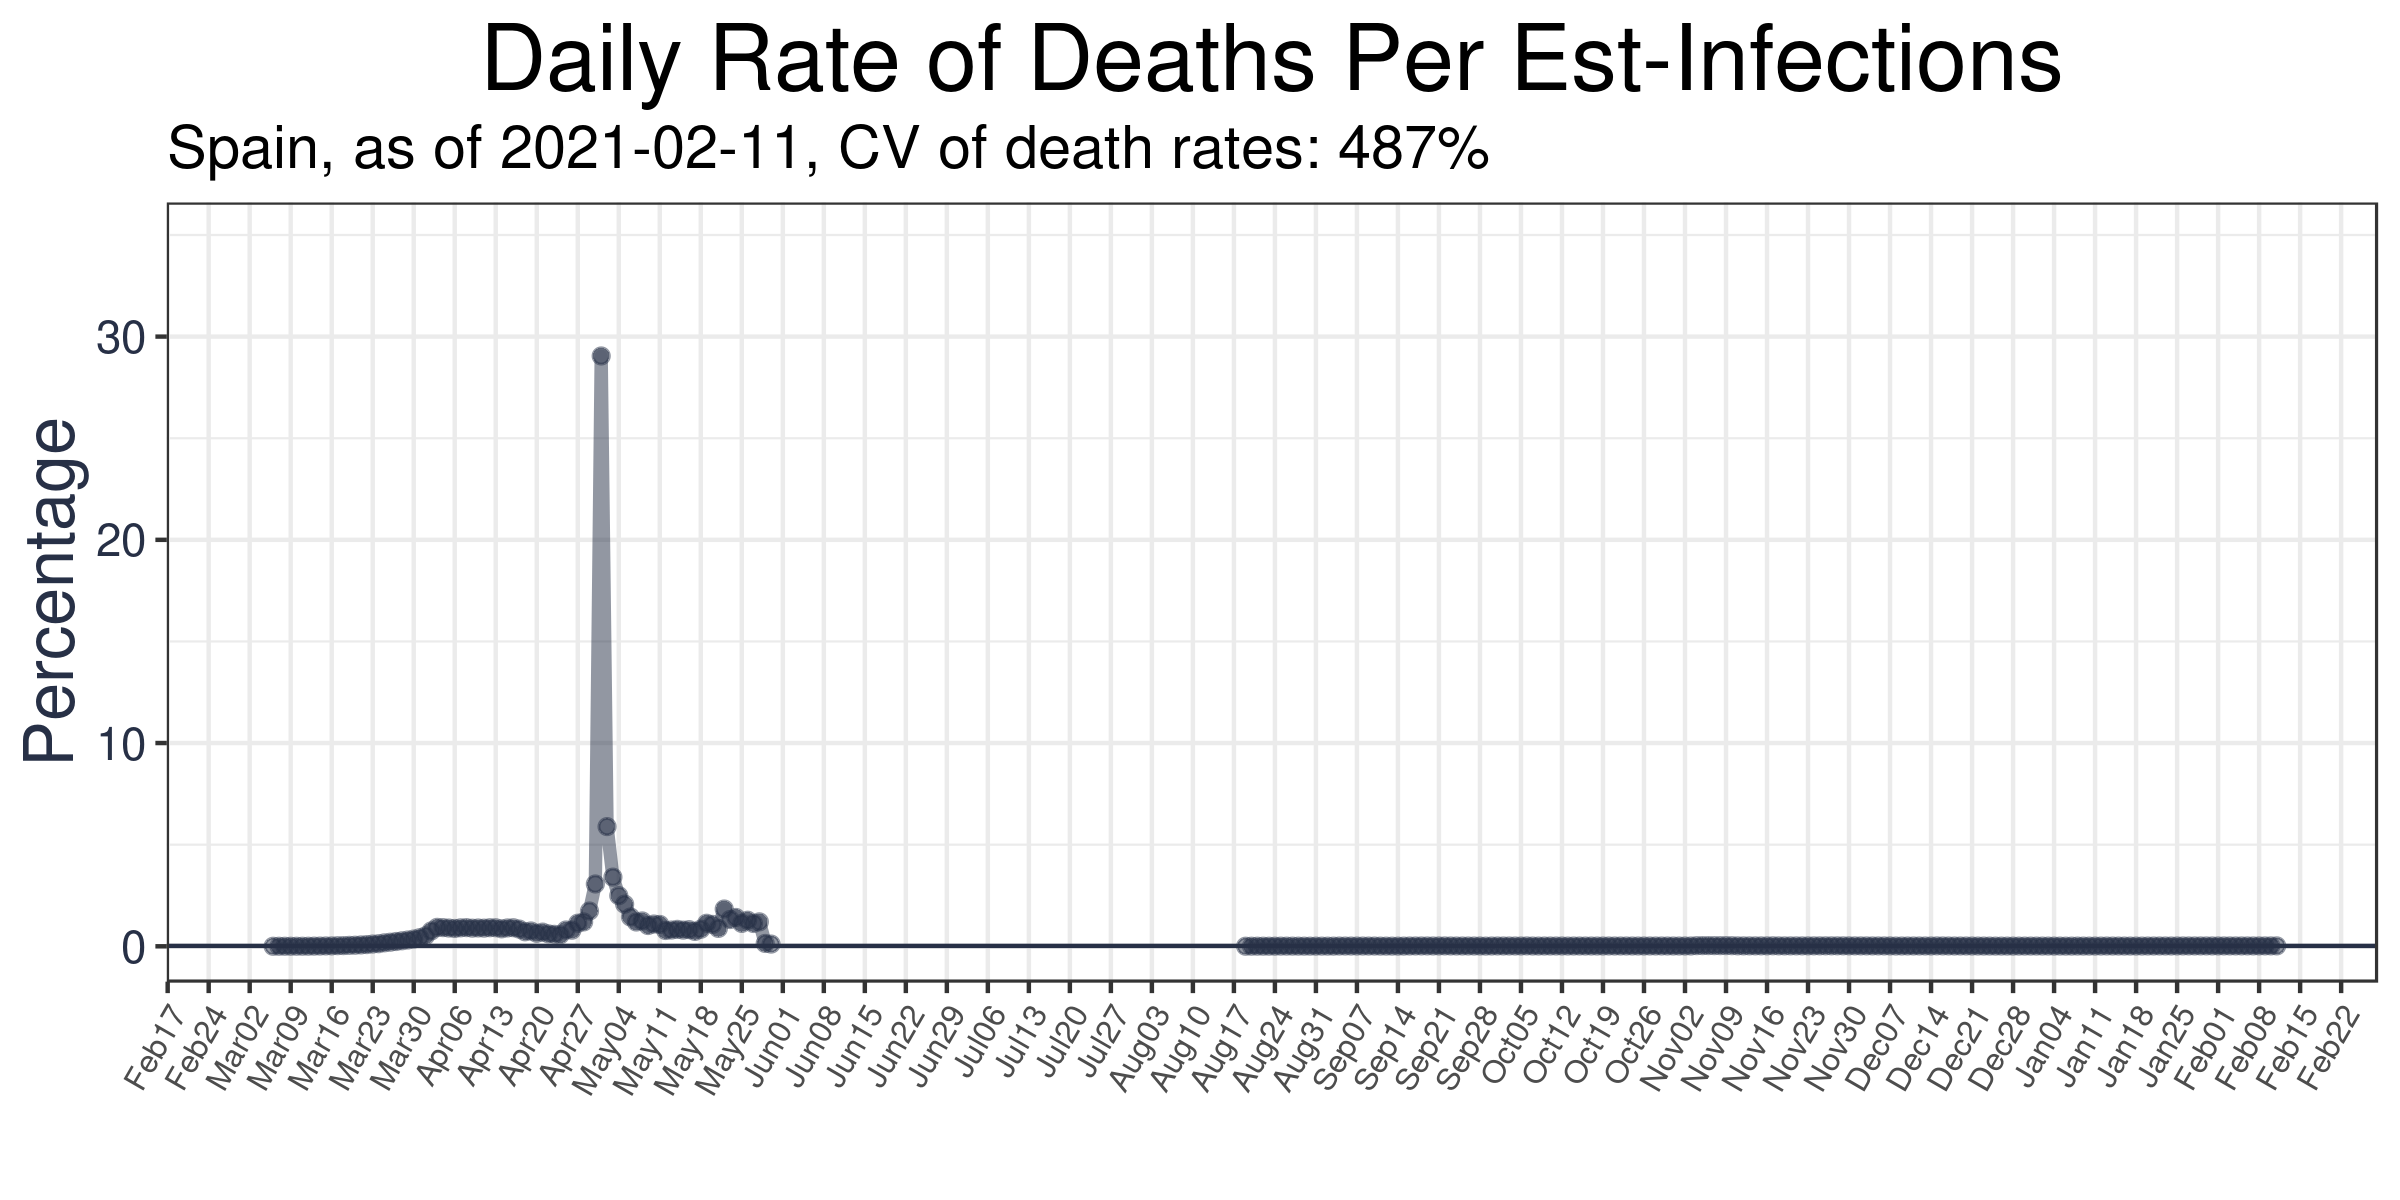 Daily Rate of Deaths Per Est-Infections
Spain, as of 2021-02-11, CV of death rates: 487%
Percentage
30
20
10
0
Feb17
Feb24
Mar02
Mar09
Mar16
Mar23
Mar30
Apr06
Apr13
Apr20
Apr27
May04
May11
May18
May25
Jun01
Jun08
Jun15
Jun22
Jun29
Jul06
Jul13
Jul20
Jul27
Aug03
Aug10
Aug17
Aug24
Aug31
Sep07
Sep14
Sep21
Sep28
Oct05
Oct12
Oct19
Oct26
Nov02
Nov09
Nov16
Nov23
Nov30
Dec07
Dec14
Dec21
Dec28
Jan04
Jan11
Jan18
Jan25
Feb01
Feb08
Feb15
Feb22